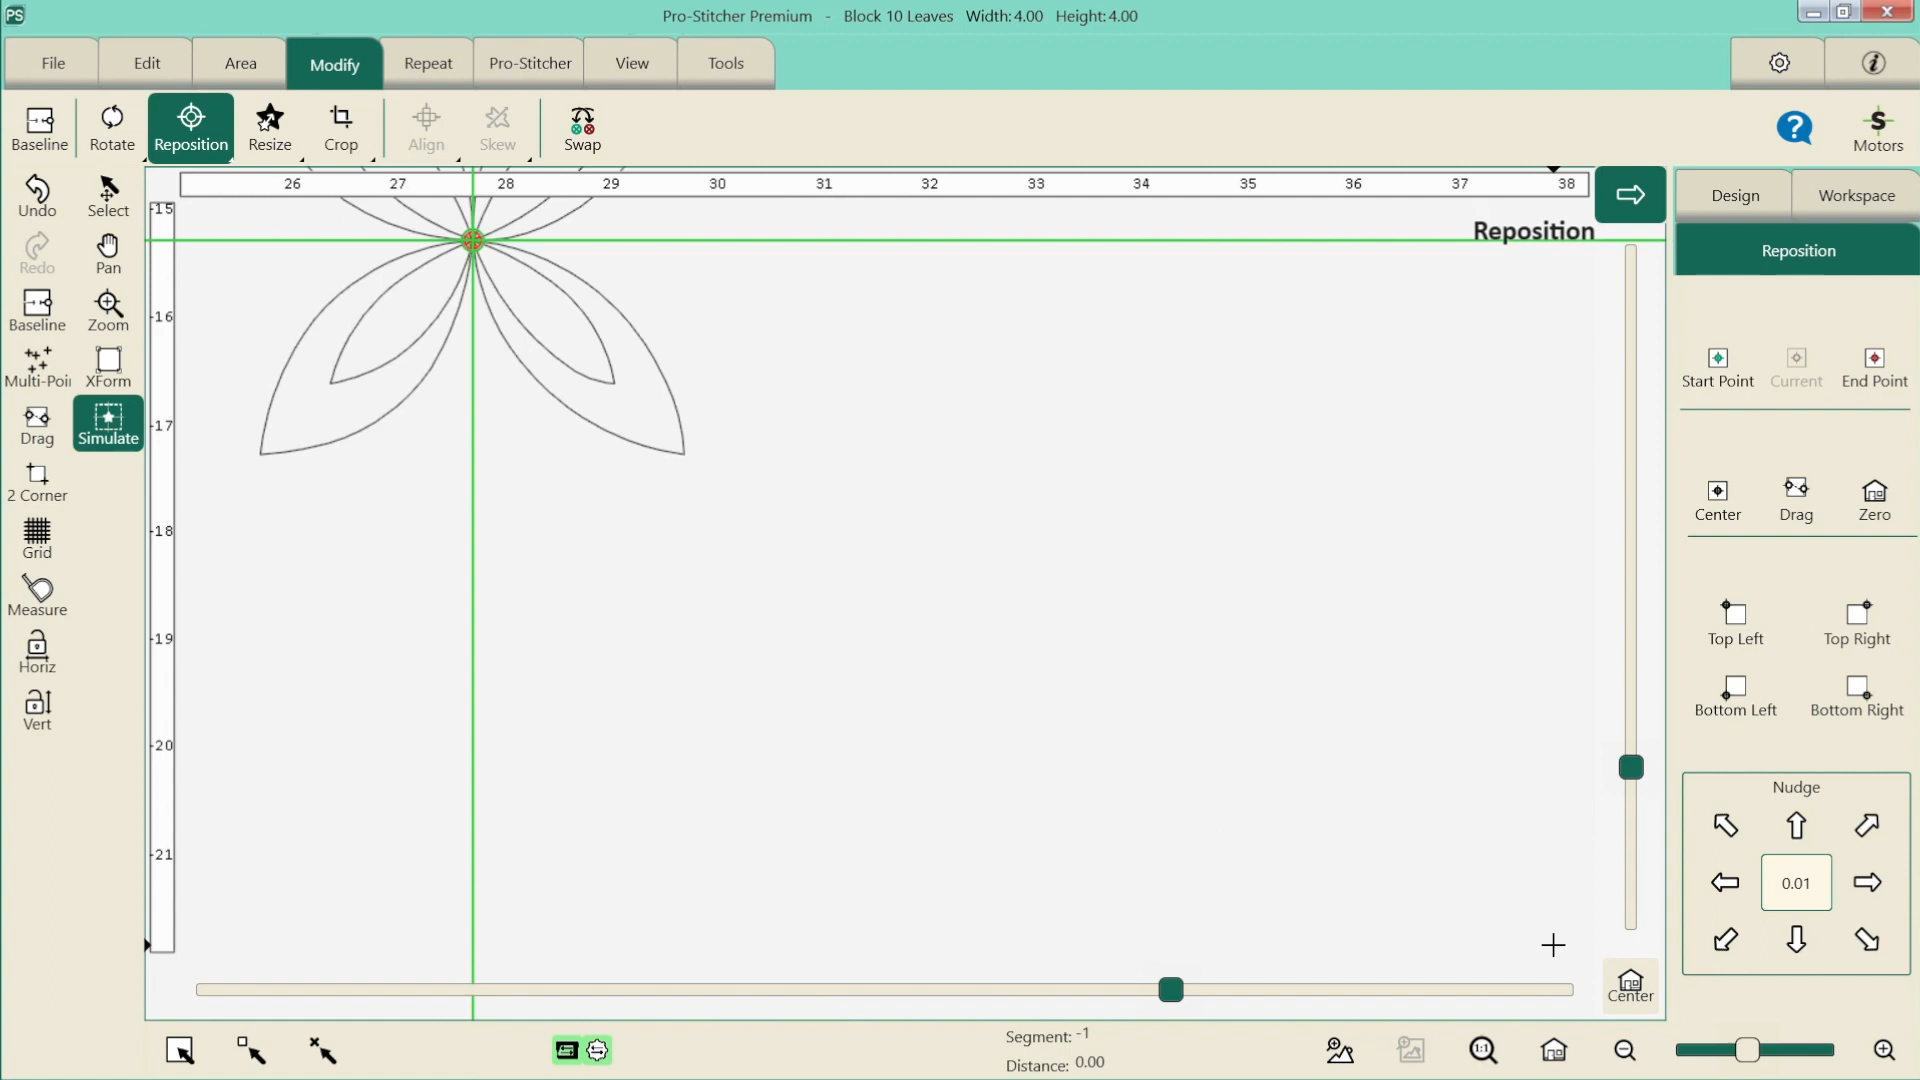 PS
Pro-Stitcher Premium - Block 10 Leaves Width: 4.00 Height: 4.00
File Edit Area Modify Repeat Pro-Stitcher View Tools
Baseline Rotate Reposition Resize Crop Align Skew Swap Motors
26 27 28 29 30 31 32 33 34 35 36 37 38
Undo Select
Redo Pan
Baseline Zoom
Multi-Poi XForm
Drag Simulate
2 Corner
Grid
Measure
Horiz
Vert
-15
-16
-17
-18
-19
-20
-21
Reposition
Center
Design Workspace
Reposition
Start Point Current End Point
Center Drag Zero
Top Left Top Right
Bottom Left Bottom Right
Nudge
0.01
Segment: -1
Distance: 0.00
1:1